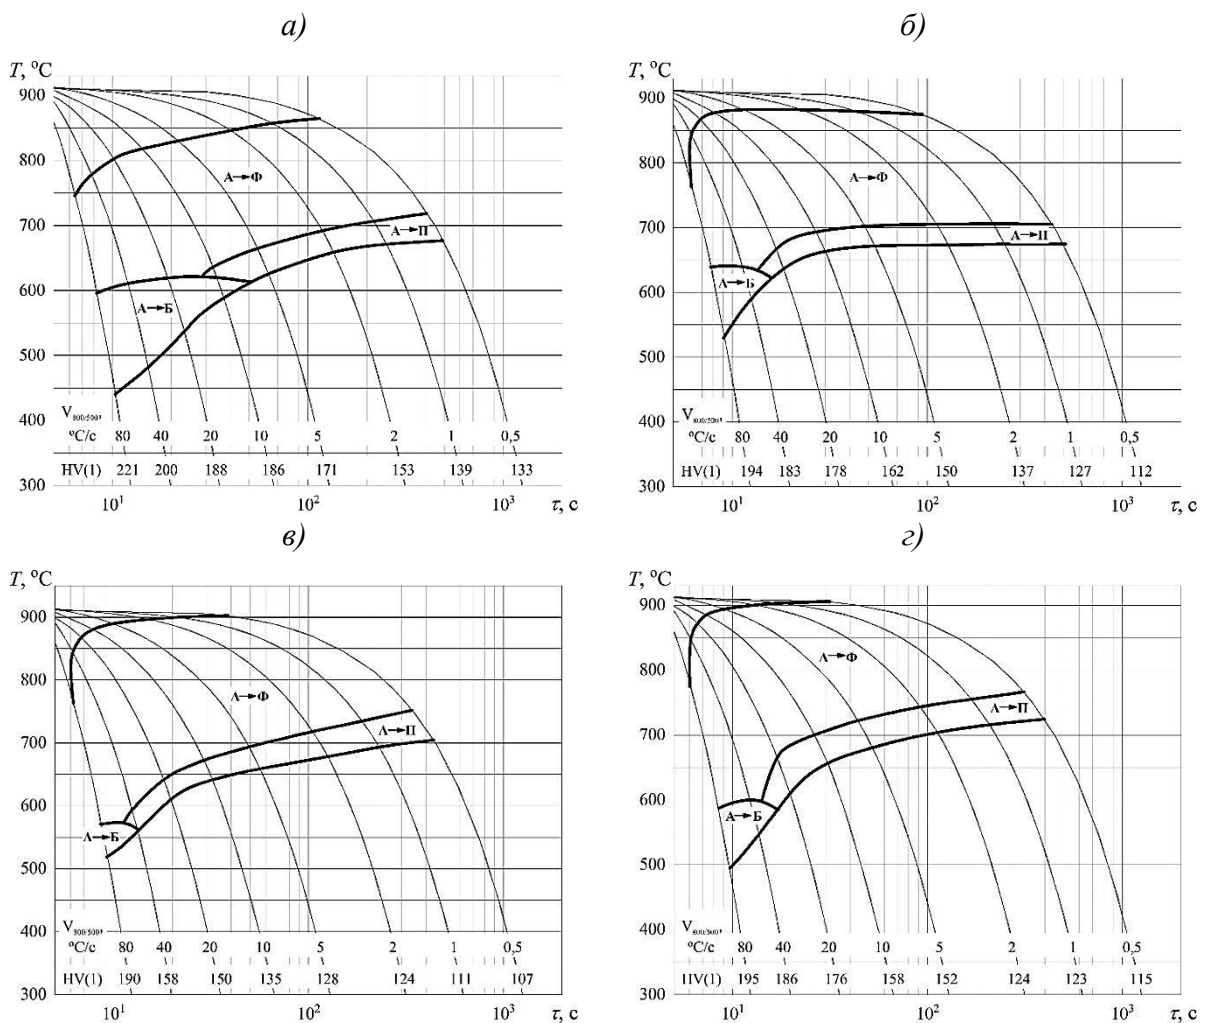 а)
T, °C
900
800
700
600
500
400
300
А→Ф
А→П
А→Б
V800/500,
°C/c 80 40 20 10 5 2 1 0,5
HV(1) 221 200 188 186 171 153 139 133
10¹ 10² 10³ τ, c
б)
T, °C
900
800
700
600
500
400
300
А→Ф
А→П
А→Б
V800/500,
°C/c 80 40 20 10 5 2 1 0,5
HV(1) 194 183 178 162 150 137 127 112
10¹ 10² 10³ τ, c
в)
T, °C
900
800
700
600
500
400
300
А→Ф
А→П
А→Б
V800/500,
°C/c 80 40 20 10 5 2 1 0,5
HV(1) 190 158 150 135 128 124 111 107
10¹ 10² 10³ τ, c
г)
T, °C
900
800
700
600
500
400
300
А→Ф
А→П
А→Б
V800/500,
°C/c 80 40 20 10 5 2 1 0,5
HV(1) 195 186 176 158 152 124 123 115
10¹ 10² 10³ τ, c